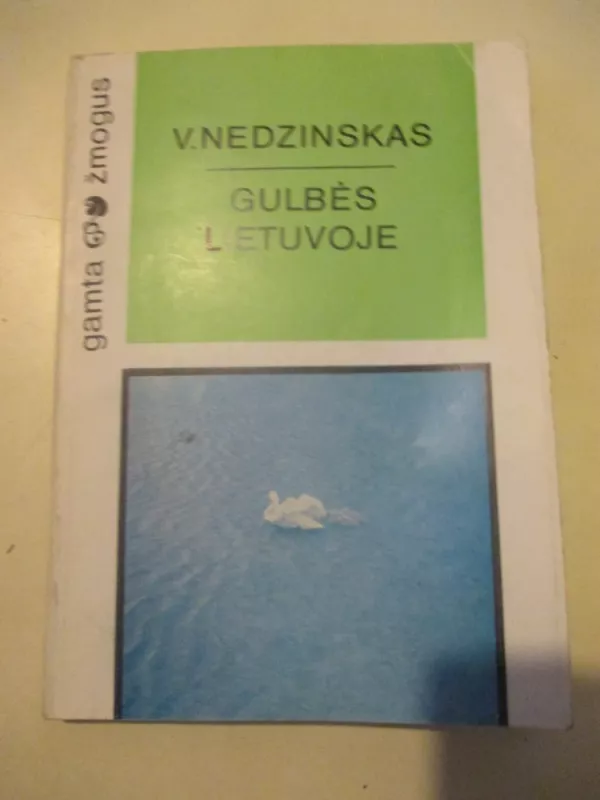 V. NEDZINSKAS
GULBĖS
LIETUVOJE
gamta žmogus